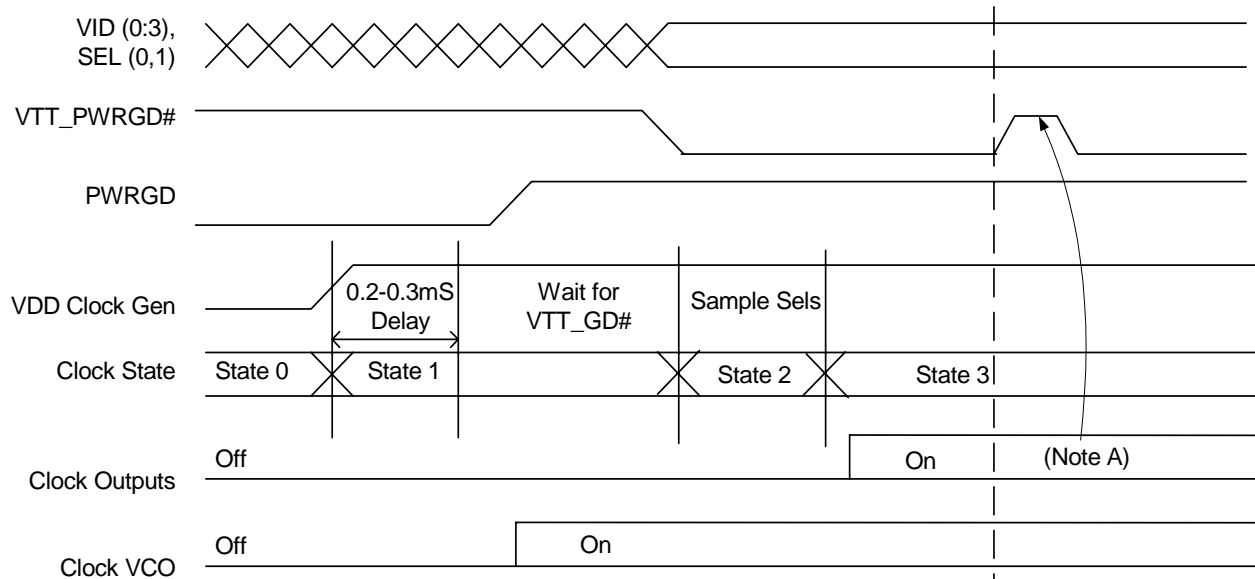 VID (0:3),
SEL (0,1)
VTT_PWRGD#
PWRGD
VDD Clock Gen
0.2-0.3mS
Delay
Wait for
VTT_GD#
Sample Sels
Clock State
State 0
State 1
State 2
State 3
Clock Outputs
Off
On
(Note A)
Clock VCO
Off
On